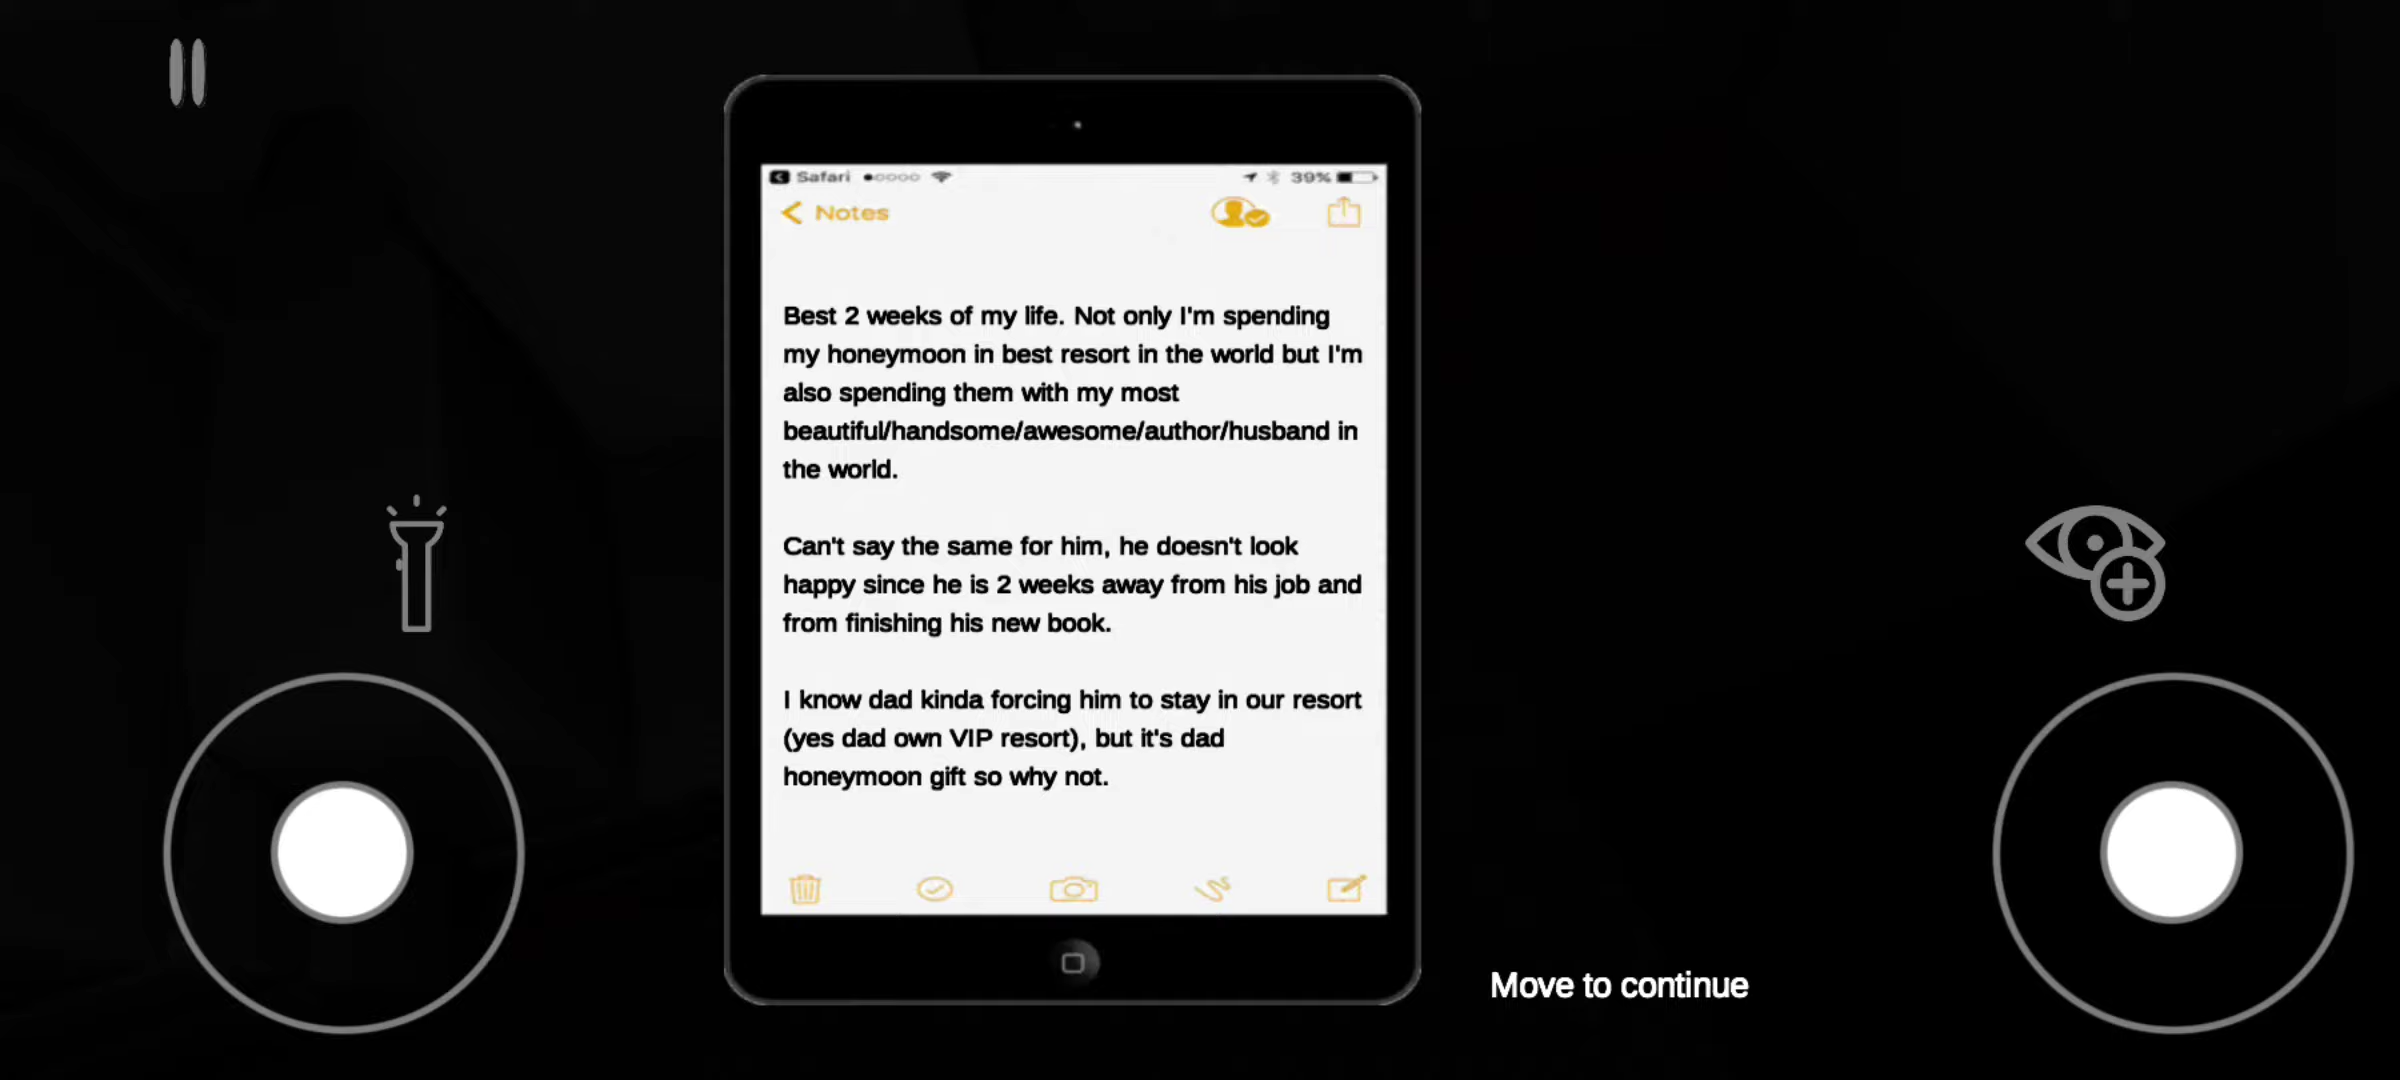 Safari 39%
Notes
Best 2 weeks of my life. Not only I'm spending
my honeymoon in best resort in the world but I'm
also spending them with my most
beautiful/handsome/awesome/author/husband in
the world.
Can't say the same for him, he doesn't look
happy since he is 2 weeks away from his job and
from finishing his new book.
I know dad kinda forcing him to stay in our resort
(yes dad own VIP resort), but it's dad
honeymoon gift so why not.
Move to continue